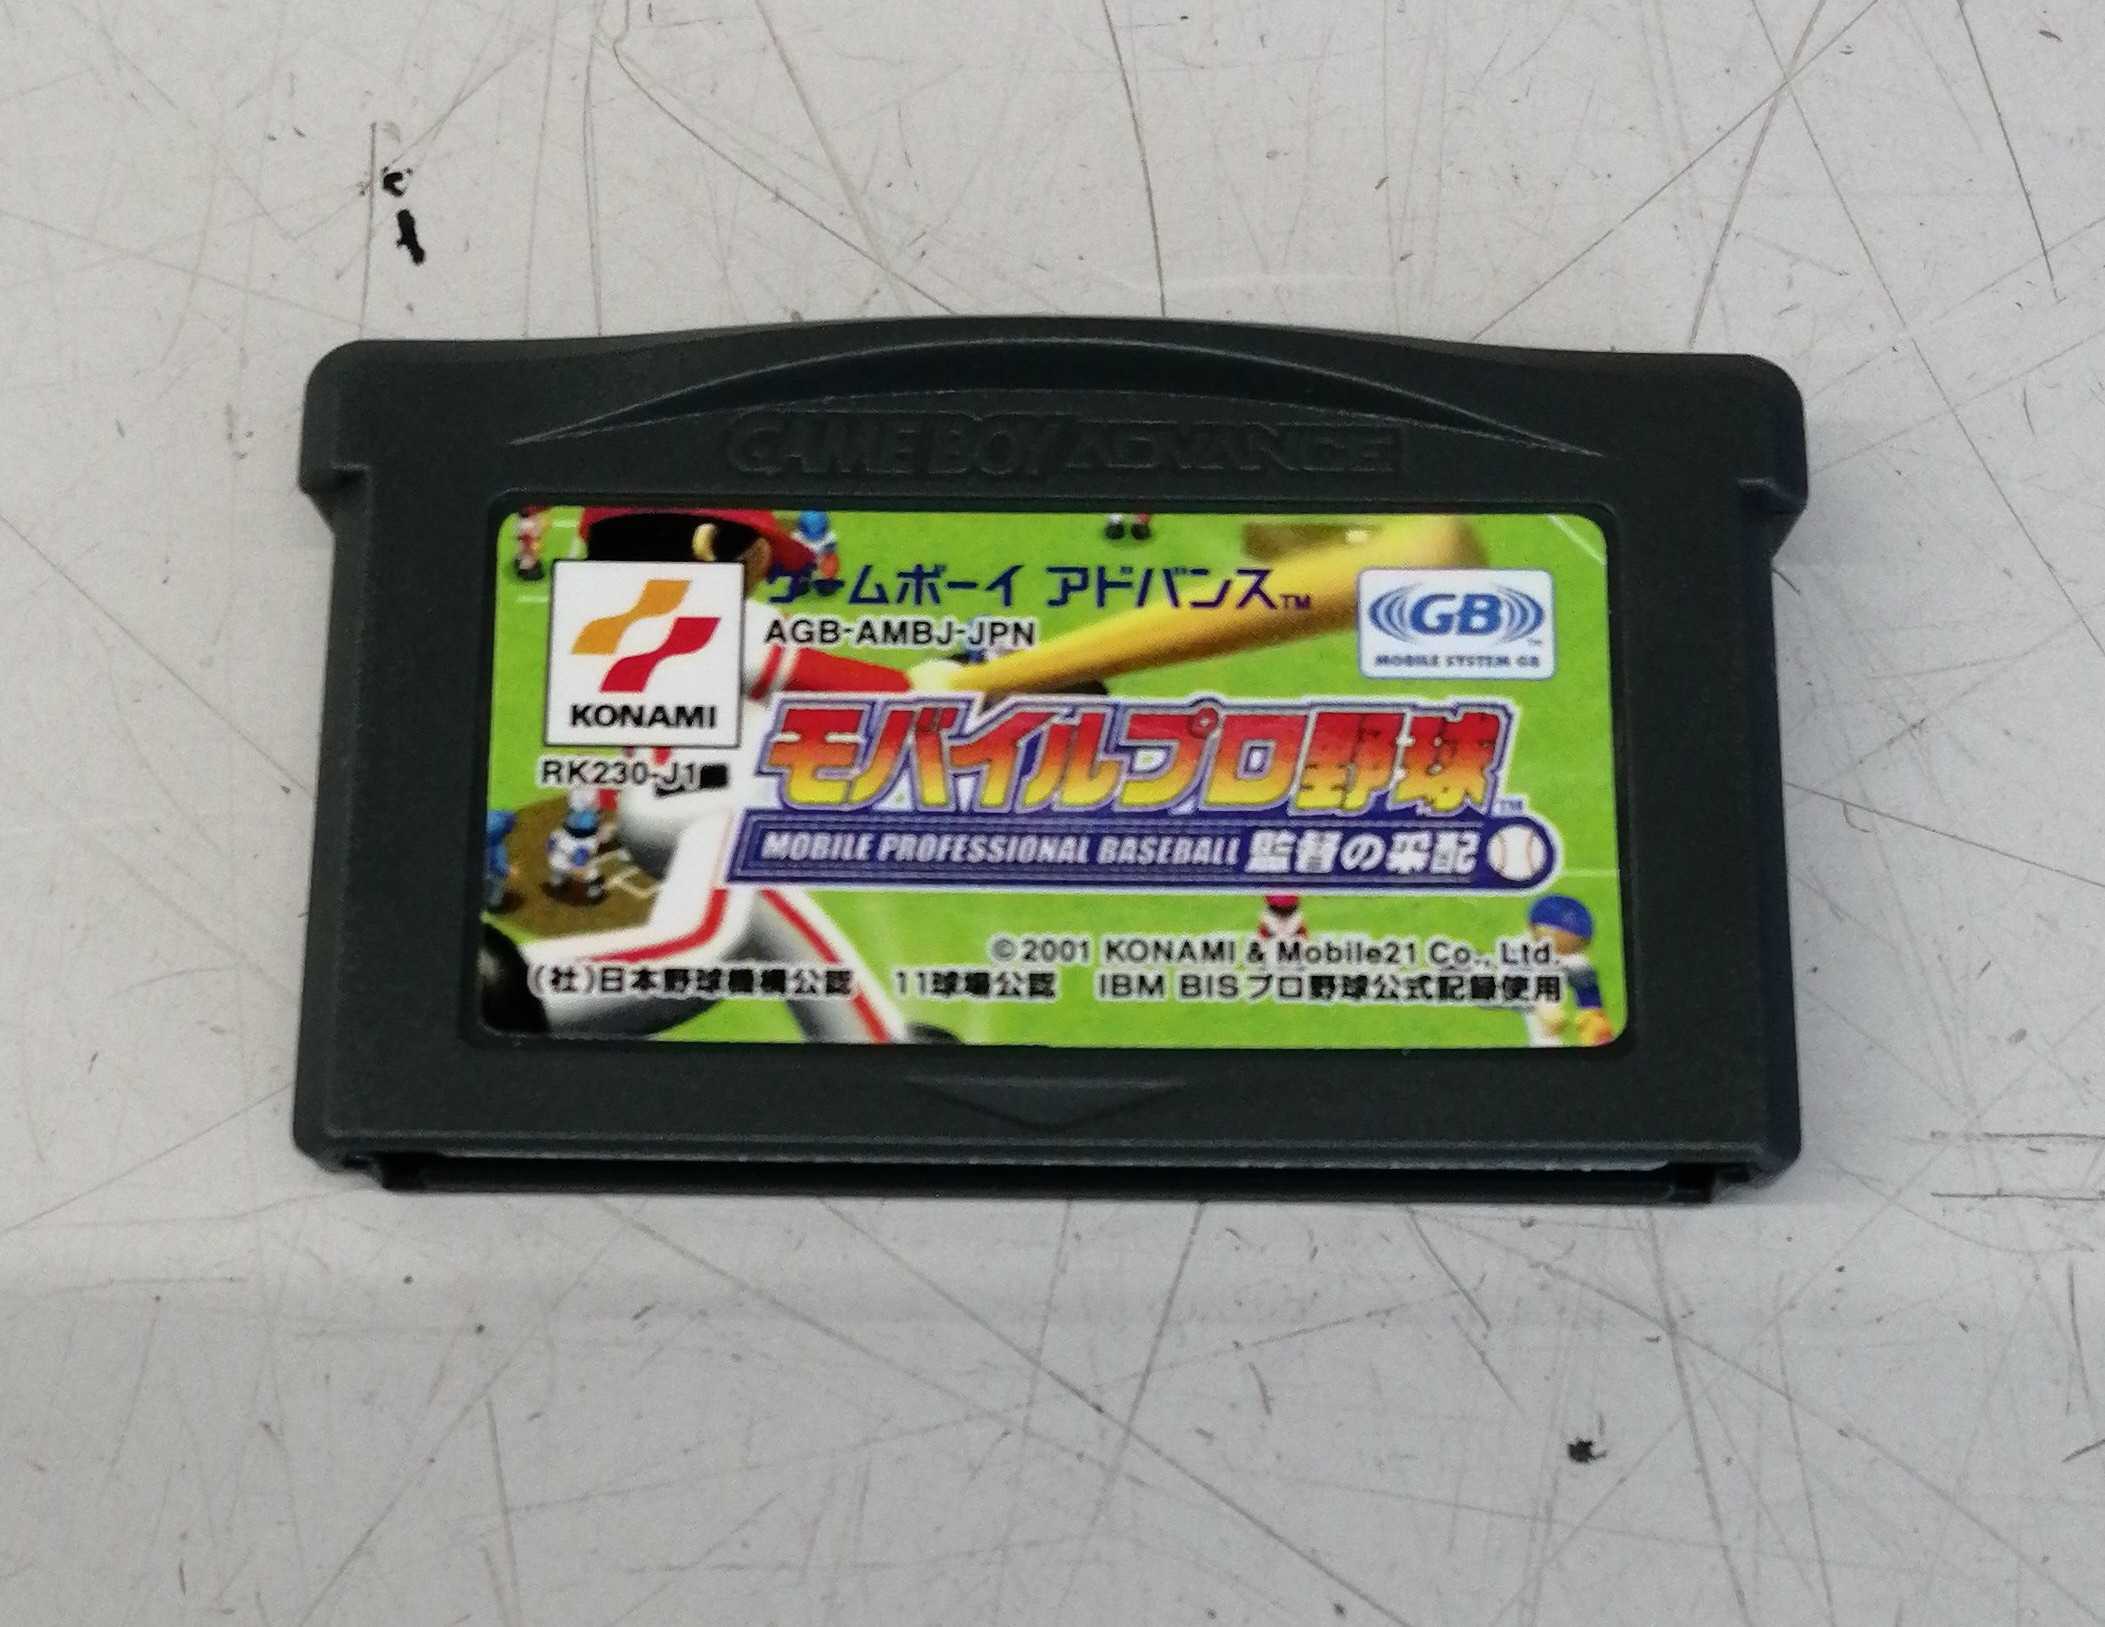 GAME BOY ADVANCE
ゲームボーイ アドバンス™
AGB-AMBJ-JPN
GB™
MOBILE SYSTEM GB
KONAMI
RK230-J1
モバイルプロ野球™
MOBILE PROFESSIONAL BASEBALL 監督の采配
©2001 KONAMI & Mobile21 Co., Ltd.
(社)日本野球機構公認 11球場公認 IBM BISプロ野球公式記録使用